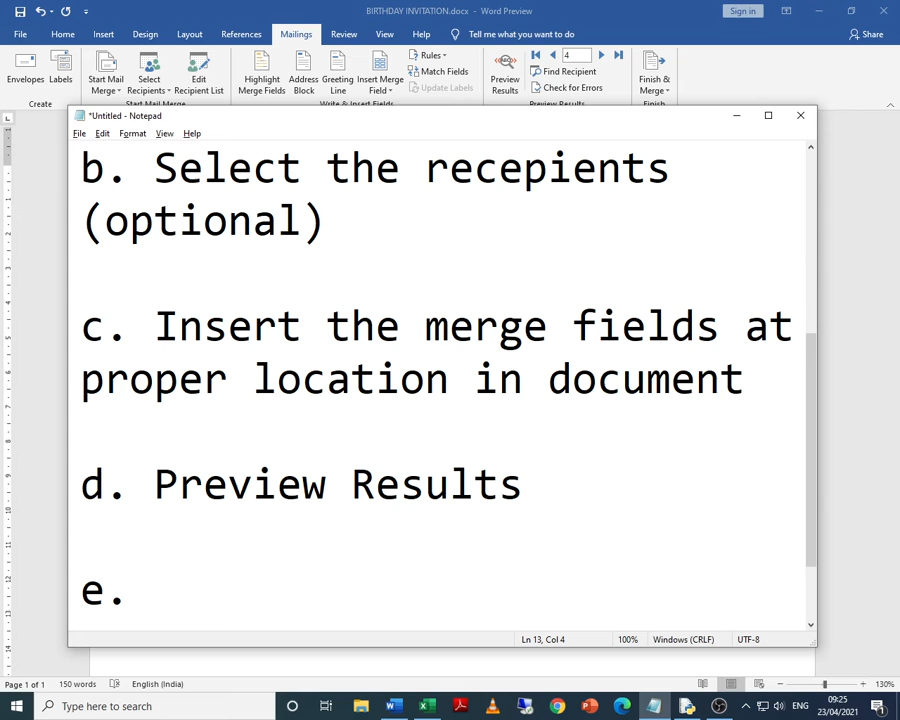 BIRTHDAY INVITATION.docx - Word Preview
Sign in
File Home Insert Design Layout References Mailings Review View Help Tell me what you want to do Share
Envelopes Labels Start Mail Merge Select Recipients Edit Recipient List Highlight Merge Fields Address Block Greeting Line Insert Merge Field Rules Match Fields Update Labels Preview Results 4 Find Recipient Check for Errors Finish & Merge
Create Start Mail Merge Write & Insert Fields Preview Results Finish
*Untitled - Notepad
File Edit Format View Help
b. Select the recepients
(optional)
c. Insert the merge fields at
proper location in document
d. Preview Results
e.
Ln 13, Col 4 100% Windows (CRLF) UTF-8
Page 1 of 1 150 words English (India) 130%
Type here to search ENG 09:25
23/04/2021